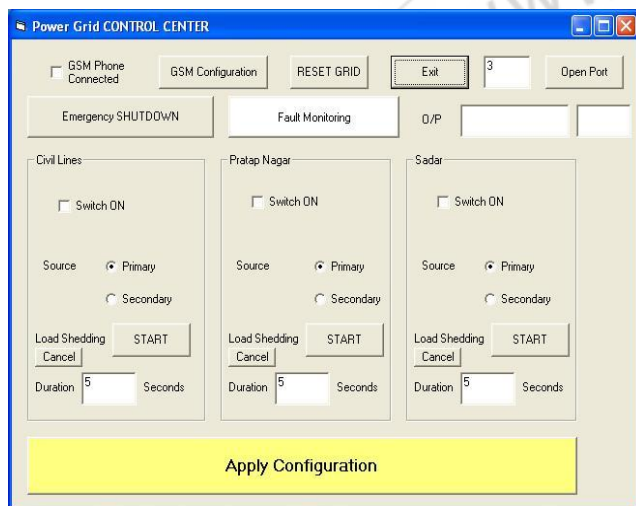 Power Grid CONTROL CENTER
GSM Phone Connected
GSM Configuration
RESET GRID
Exit
3
Open Port
Emergency SHUTDOWN
Fault Monitoring
O/P
Civil Lines
Switch ON
Source
Primary
Secondary
Load Shedding
START
Cancel
Duration 5 Seconds
Pratap Nagar
Switch ON
Source
Primary
Secondary
Load Shedding
START
Cancel
Duration 5 Seconds
Sadar
Switch ON
Source
Primary
Secondary
Load Shedding
START
Cancel
Duration 5 Seconds
Apply Configuration